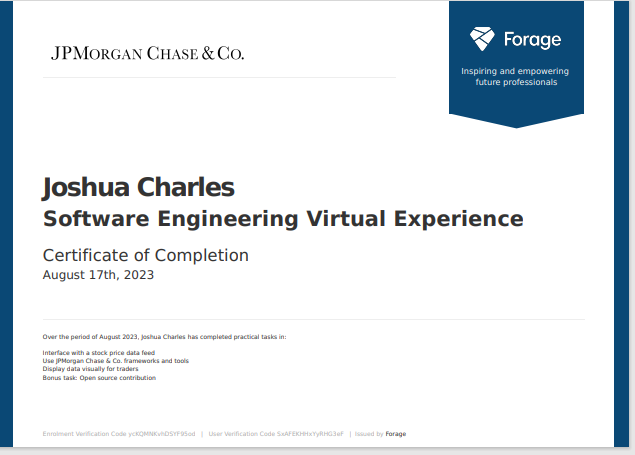 JPMORGAN CHASE & CO.
Forage
Inspiring and empowering
future professionals
Joshua Charles
Software Engineering Virtual Experience
Certificate of Completion
August 17th, 2023
Over the period of August 2023, Joshua Charles has completed practical tasks in:
Interface with a stock price data feed
Use JPMorgan Chase & Co. frameworks and tools
Display data visually for traders
Bonus task: Open source contribution
Enrolment Verification Code | User Verification Code | Issued by Forage